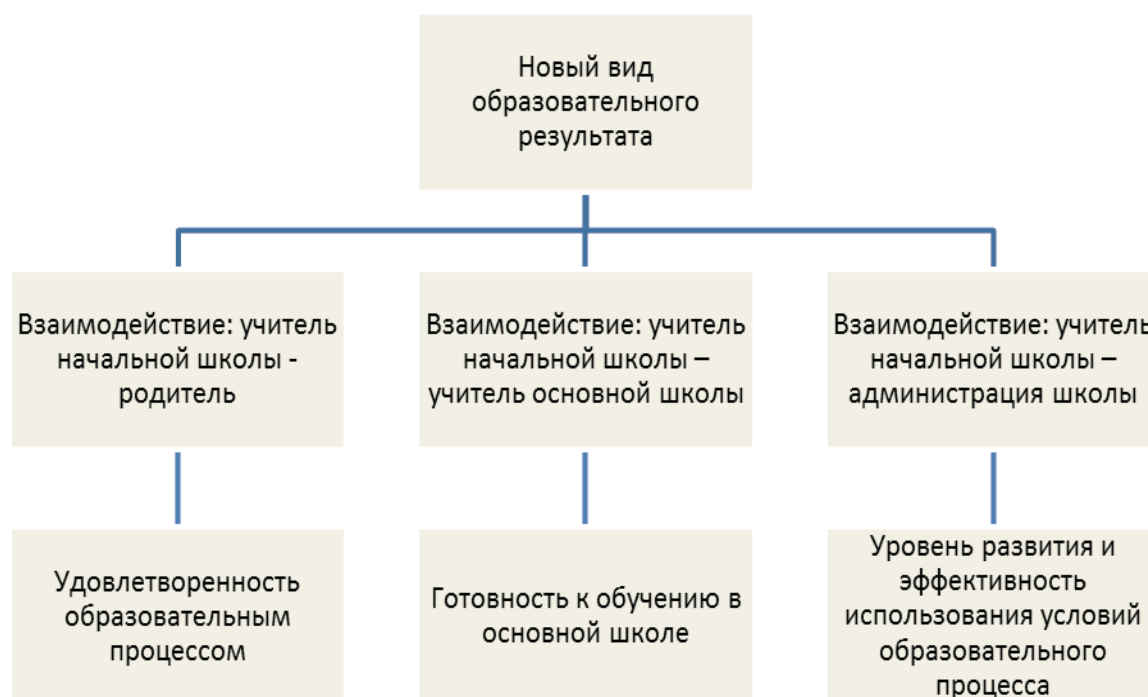 Новый вид
образовательного
результата
Взаимодействие: учитель
начальной школы -
родитель
Взаимодействие: учитель
начальной школы –
учитель основной школы
Взаимодействие: учитель
начальной школы –
администрация школы
Удовлетворенность
образовательным
процессом
Готовность к обучению в
основной школе
Уровень развития и
эффективность
использования условий
образовательного
процесса